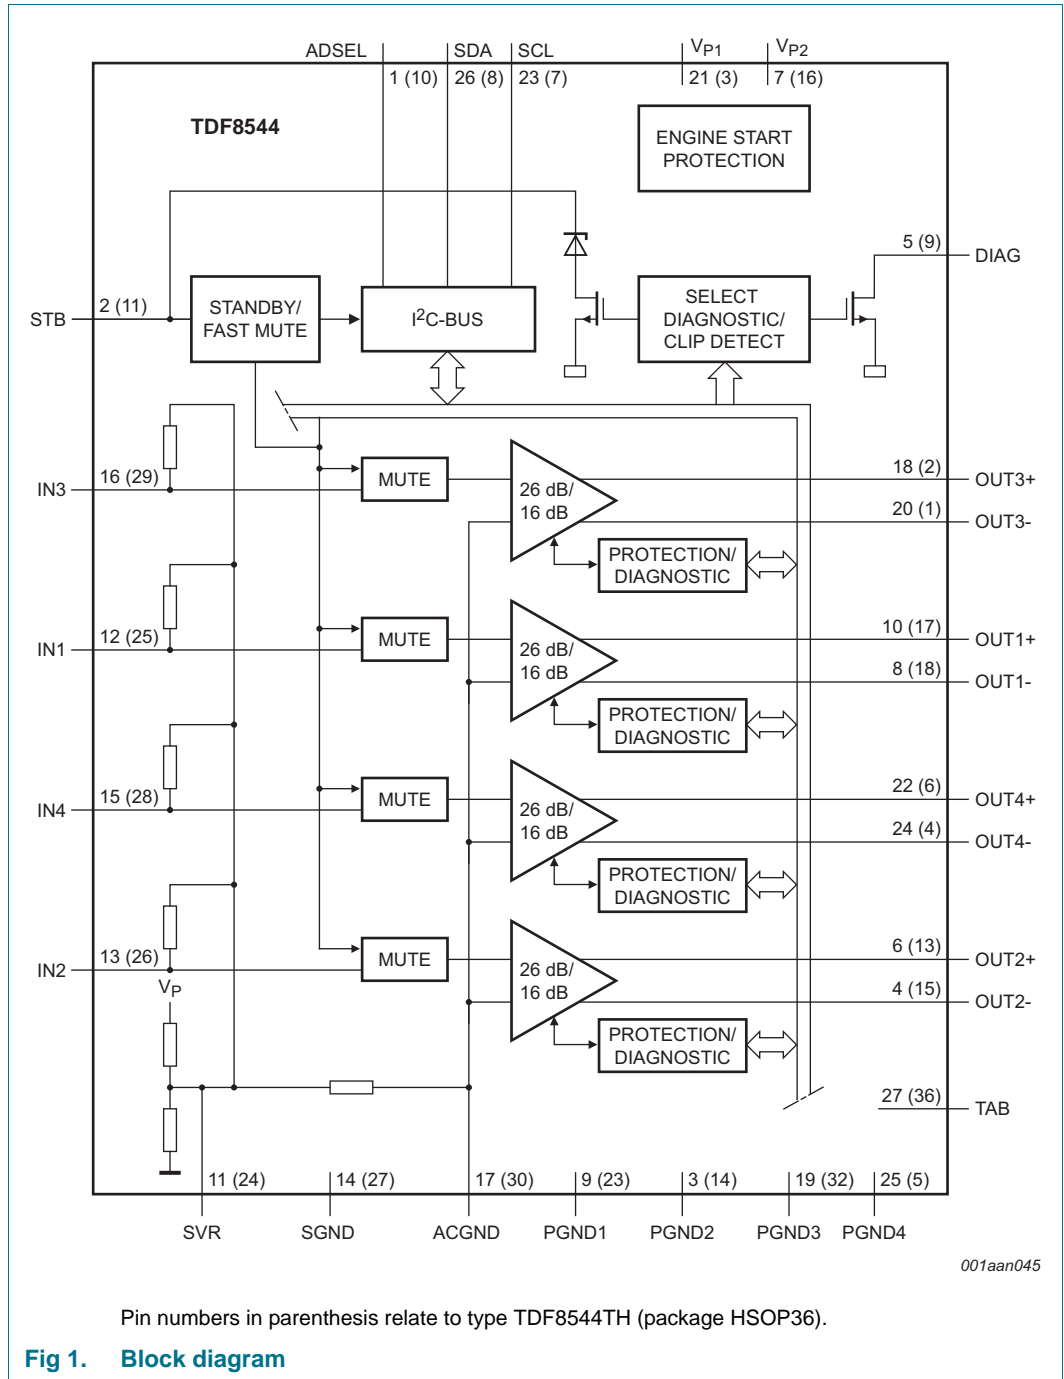 ADSEL SDA SCL VP1 VP2
1 (10) 26 (8) 23 (7) 21 (3) 7 (16)
TDF8544
ENGINE START
PROTECTION
5 (9) DIAG
STB 2 (11)
STANDBY/
FAST MUTE
I²C-BUS
SELECT
DIAGNOSTIC/
CLIP DETECT
IN3 16 (29)
MUTE
26 dB/
16 dB
18 (2) OUT3+
20 (1) OUT3-
PROTECTION/
DIAGNOSTIC
IN1 12 (25)
MUTE
26 dB/
16 dB
10 (17) OUT1+
8 (18) OUT1-
PROTECTION/
DIAGNOSTIC
IN4 15 (28)
MUTE
26 dB/
16 dB
22 (6) OUT4+
24 (4) OUT4-
PROTECTION/
DIAGNOSTIC
IN2 13 (26)
MUTE
26 dB/
16 dB
6 (13) OUT2+
4 (15) OUT2-
PROTECTION/
DIAGNOSTIC
VP
27 (36) TAB
11 (24) 14 (27) 17 (30) 9 (23) 3 (14) 19 (32) 25 (5)
SVR SGND ACGND PGND1 PGND2 PGND3 PGND4
001aan045
Pin numbers in parenthesis relate to type TDF8544TH (package HSOP36).
Fig 1. Block diagram